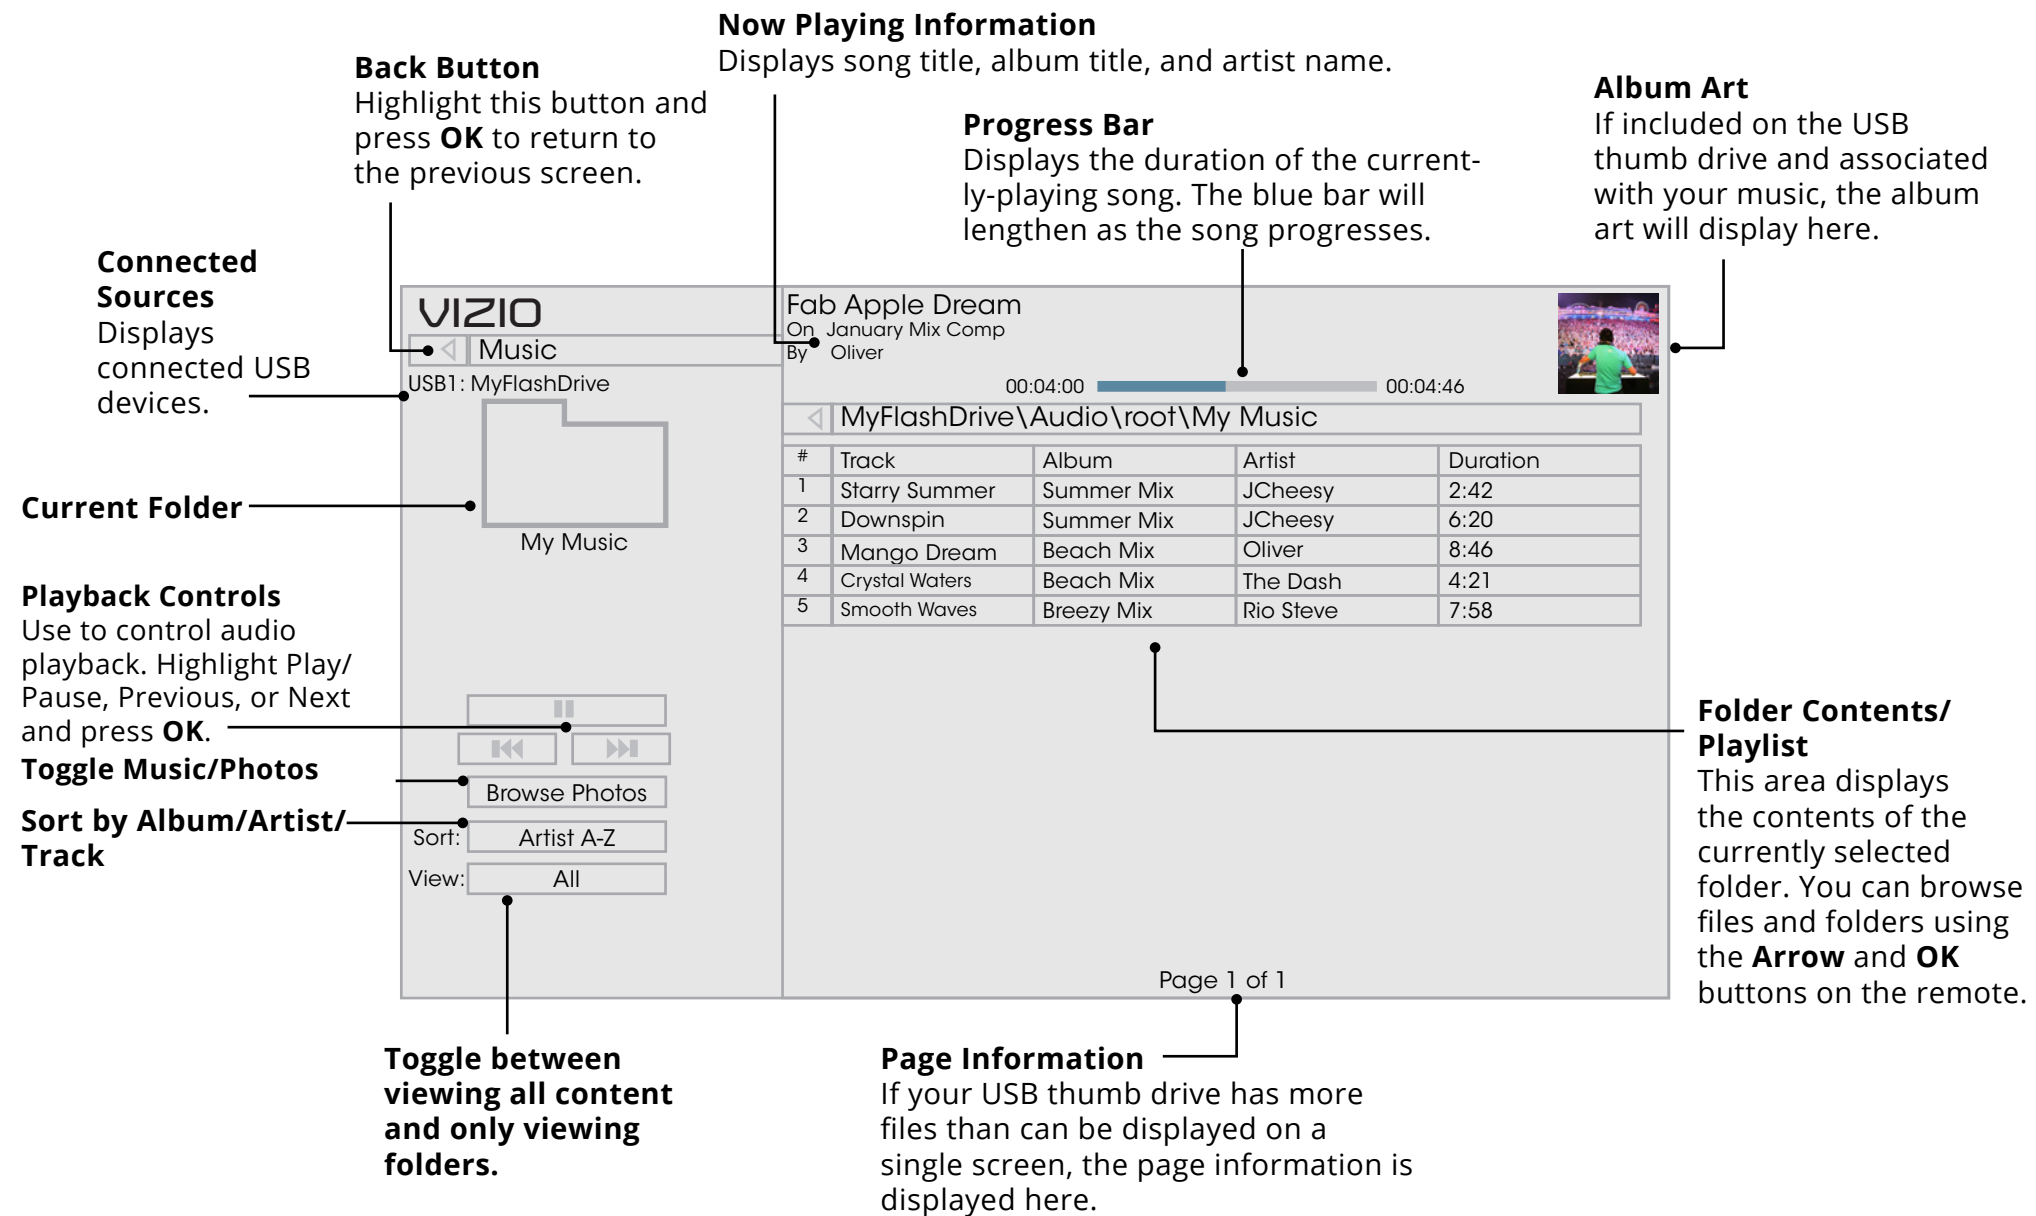 Now Playing Information
Displays song title, album title, and artist name.
Back Button
Highlight this button and
press OK to return to
the previous screen.
Progress Bar
Displays the duration of the current-
ly-playing song. The blue bar will
lengthen as the song progresses.
Album Art
If included on the USB
thumb drive and associated
with your music, the album
art will display here.
Connected
Sources
Displays
connected USB
devices.
Current Folder
Playback Controls
Use to control audio
playback. Highlight Play/
Pause, Previous, or Next
and press OK.
Toggle Music/Photos
Sort by Album/Artist/
Track
VIZIO
Music
USB1: MyFlashDrive
My Music
Browse Photos
Sort: Artist A-Z
View: All
Fab Apple Dream
On January Mix Comp
By Oliver
00:04:00 00:04:46
MyFlashDrive\Audio\root\My Music
# Track Album Artist Duration
1 Starry Summer Summer Mix JCheesy 2:42
2 Downspin Summer Mix JCheesy 6:20
3 Mango Dream Beach Mix Oliver 8:46
4 Crystal Waters Beach Mix The Dash 4:21
5 Smooth Waves Breezy Mix Rio Steve 7:58
Page 1 of 1
Folder Contents/
Playlist
This area displays
the contents of the
currently selected
folder. You can browse
files and folders using
the Arrow and OK
buttons on the remote.
Toggle between
viewing all content
and only viewing
folders.
Page Information
If your USB thumb drive has more
files than can be displayed on a
single screen, the page information is
displayed here.